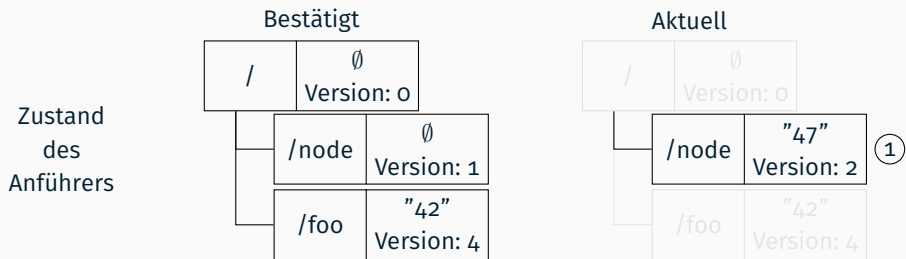 Bestätigt
Aktuell
Zustand
des
Anführers
/
∅
Version: 0
/node
∅
Version: 1
/foo
"42"
Version: 4
/
∅
Version: 0
/node
"47"
Version: 2
1
/foo
"42"
Version: 4